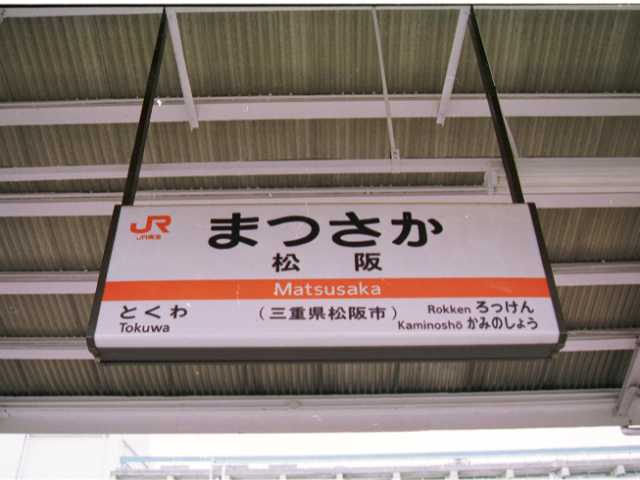 JR
JR東海
まつさか
松阪
Matsusaka
とくわ
Tokuwa
（三重県松阪市）
Rokken ろっけん
Kaminoshō かみのしょう